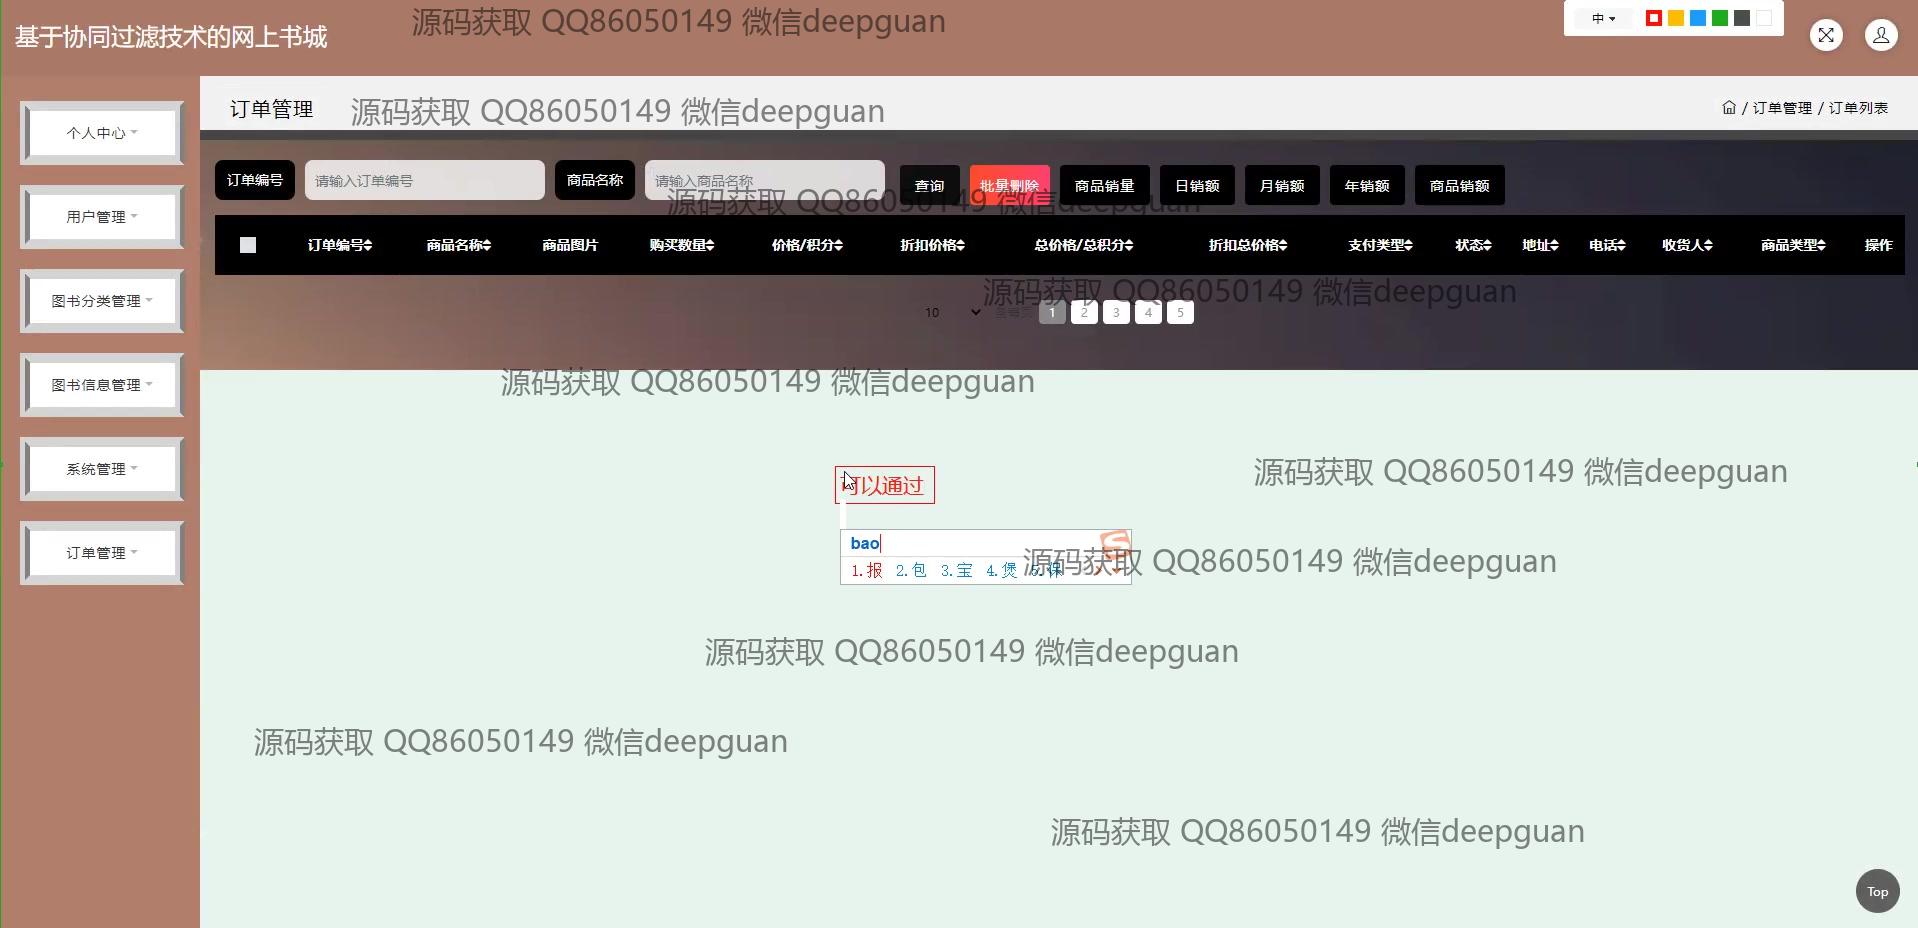 基于协同过滤技术的网上书城
源码获取 QQ86050149 微信deepguan
中
个人中心
用户管理
图书分类管理
图书信息管理
系统管理
订单管理
订单管理
源码获取 QQ86050149 微信deepguan
/ 订单管理 / 订单列表
订单编号 请输入订单编号 商品名称 请输入商品名称 查询 批量删除 商品销量 日销额 月销额 年销额 商品销额
源码获取 QQ86050149 微信deepguan
订单编号 商品名称 商品图片 购买数量 价格/积分 折扣价格 总价格/总积分 折扣总价格 支付类型 状态 地址 电话 收货人 商品类型 操作
源码获取 QQ86050149 微信deepguan
10 1 2 3 4 5
源码获取 QQ86050149 微信deepguan
源码获取 QQ86050149 微信deepguan
可以通过
bao
1.报 2.包 3.宝 4.煲 5.保
源码获取 QQ86050149 微信deepguan
源码获取 QQ86050149 微信deepguan
源码获取 QQ86050149 微信deepguan
源码获取 QQ86050149 微信deepguan
Top